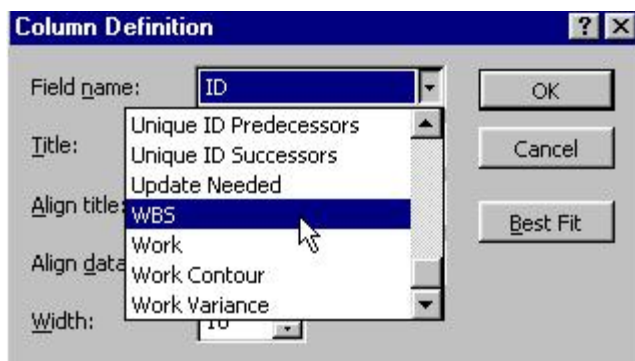 Column Definition
Field name: ID OK
Unique ID Predecessors
Title: Unique ID Successors Cancel
Update Needed
Align title: WBS Best Fit
Work
Align data Work Contour
Work Variance
Width: 10